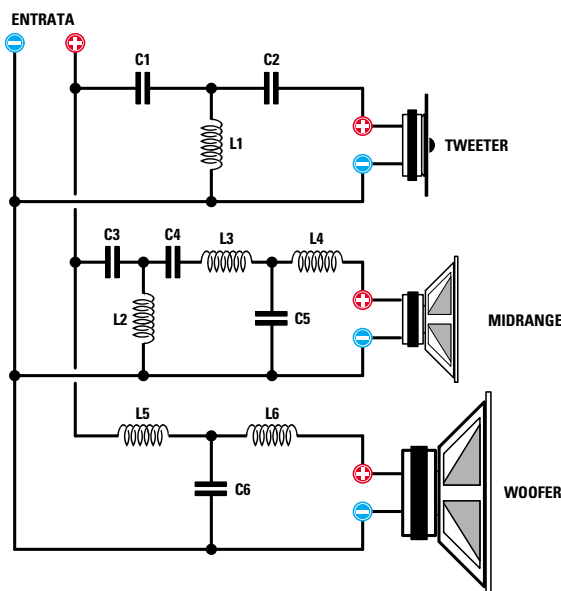 ENTRATA
C1
C2
L1
TWEETER
C3
C4
L3
L4
L2
C5
MIDRANGE
L5
L6
C6
WOOFER